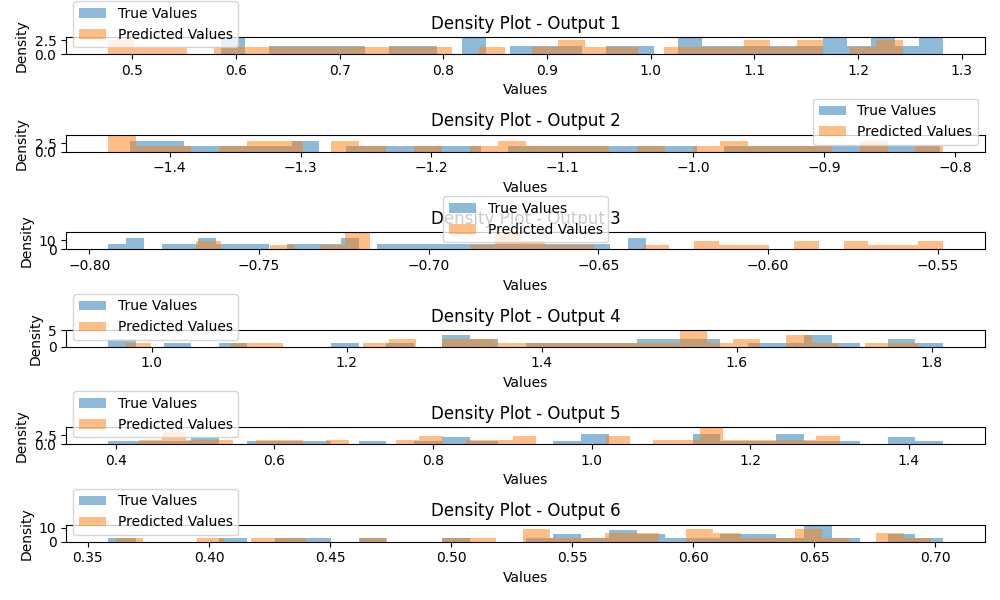 Density Plot - Output 1
True Values
Predicted Values
Density
2.5
0.0
0.5 0.6 0.7 0.8 0.9 1.0 1.1 1.2 1.3
Values
Density Plot - Output 2
True Values
Predicted Values
Density
2.5
0.0
−1.4 −1.3 −1.2 −1.1 −1.0 −0.9 −0.8
Values
Density Plot - Output 3
True Values
Predicted Values
Density
10
0
−0.80 −0.75 −0.70 −0.65 −0.60 −0.55
Values
Density Plot - Output 4
True Values
Predicted Values
Density
5
0
1.0 1.2 1.4 1.6 1.8
Values
Density Plot - Output 5
True Values
Predicted Values
Density
2.5
0.0
0.4 0.6 0.8 1.0 1.2 1.4
Values
Density Plot - Output 6
True Values
Predicted Values
Density
10
0
0.35 0.40 0.45 0.50 0.55 0.60 0.65 0.70
Values